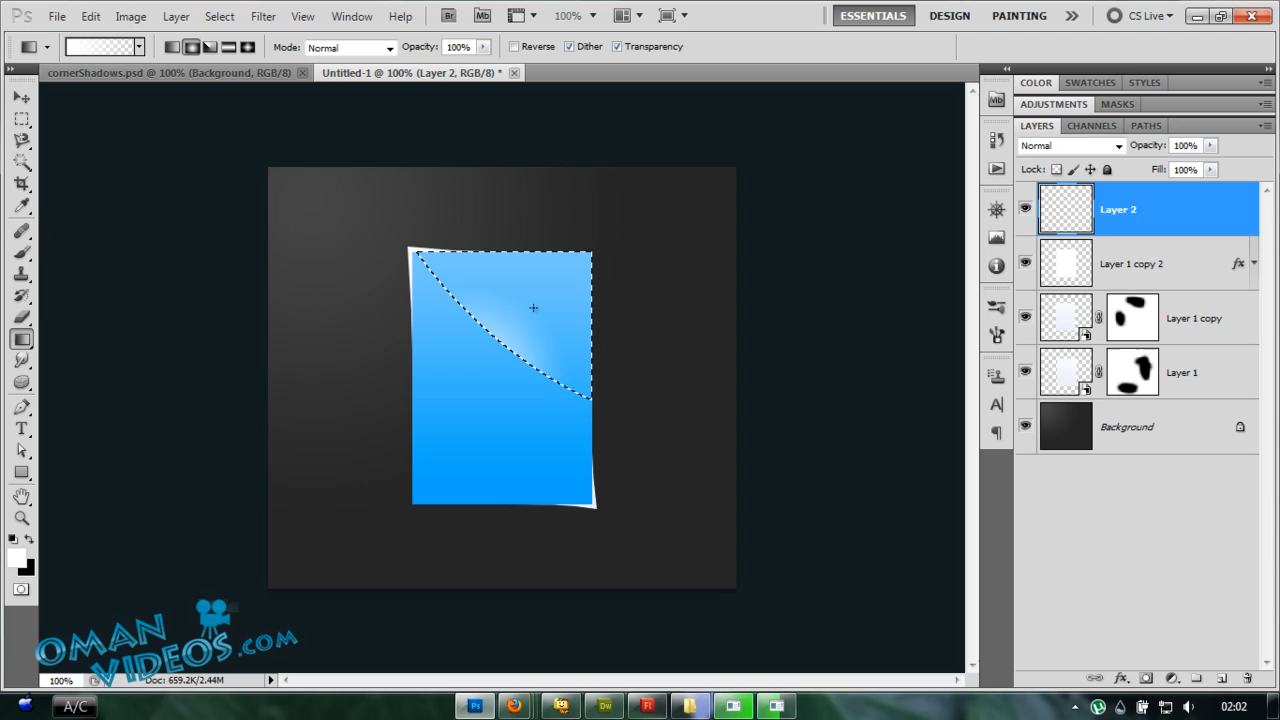 Ps File Edit Image Layer Select Filter View Window Help Br Mb 100% ESSENTIALS DESIGN PAINTING CS Live
Mode: Normal Opacity: 100% Reverse Dither Transparency
cornerShadows.psd @ 100% (Background, RGB/8) Untitled-1 @ 100% (Layer 2, RGB/8) *
COLOR SWATCHES STYLES
Mb
ADJUSTMENTS MASKS
LAYERS CHANNELS PATHS
Normal Opacity: 100%
Lock: Fill: 100%
Layer 2
Layer 1 copy 2 fx
Layer 1 copy
Layer 1
Background
OMAN
VIDEOS.COM
100% Doc: 659.2K/2.44M
A/C Ps Dw Fl 02:02